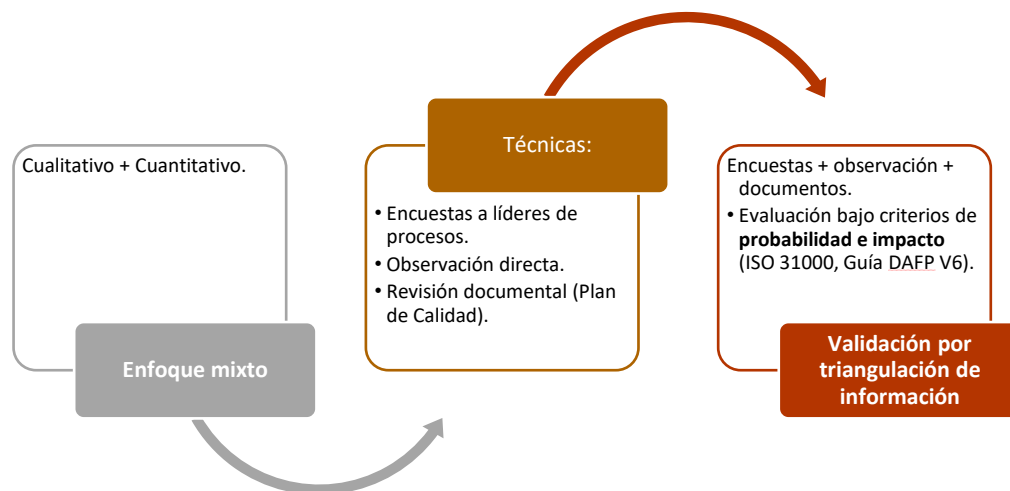 Cualitativo + Cuantitativo.
Enfoque mixto
Técnicas:
• Encuestas a líderes de
procesos.
• Observación directa.
• Revisión documental (Plan
de Calidad).
Encuestas + observación +
documentos.
• Evaluación bajo criterios de
probabilidad e impacto
(ISO 31000, Guía DAFP V6).
Validación por
triangulación de
información